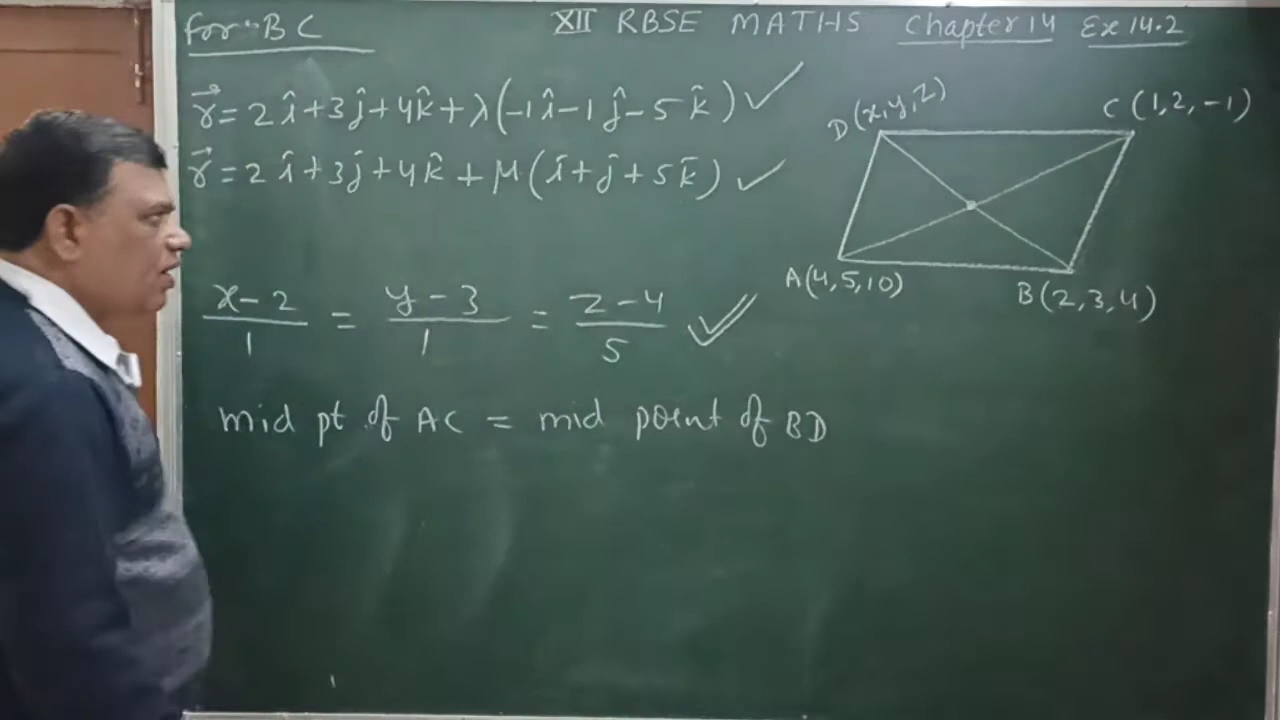 for BC
XII RBSE MATHS Chapter 14 Ex 14.2
r⃗ = 2î + 3ĵ + 4k̂ + λ(-1î - 1ĵ - 5k̂) ✓
r⃗ = 2î + 3ĵ + 4k̂ + μ(î + ĵ + 5k̂) ✓
D (x, y, z)
C (1, 2, -1)
A (4, 5, 10)
B (2, 3, 4)
(x - 2)/1 = (y - 3)/1 = (z - 4)/5 ✓
mid pt of AC = mid point of BD